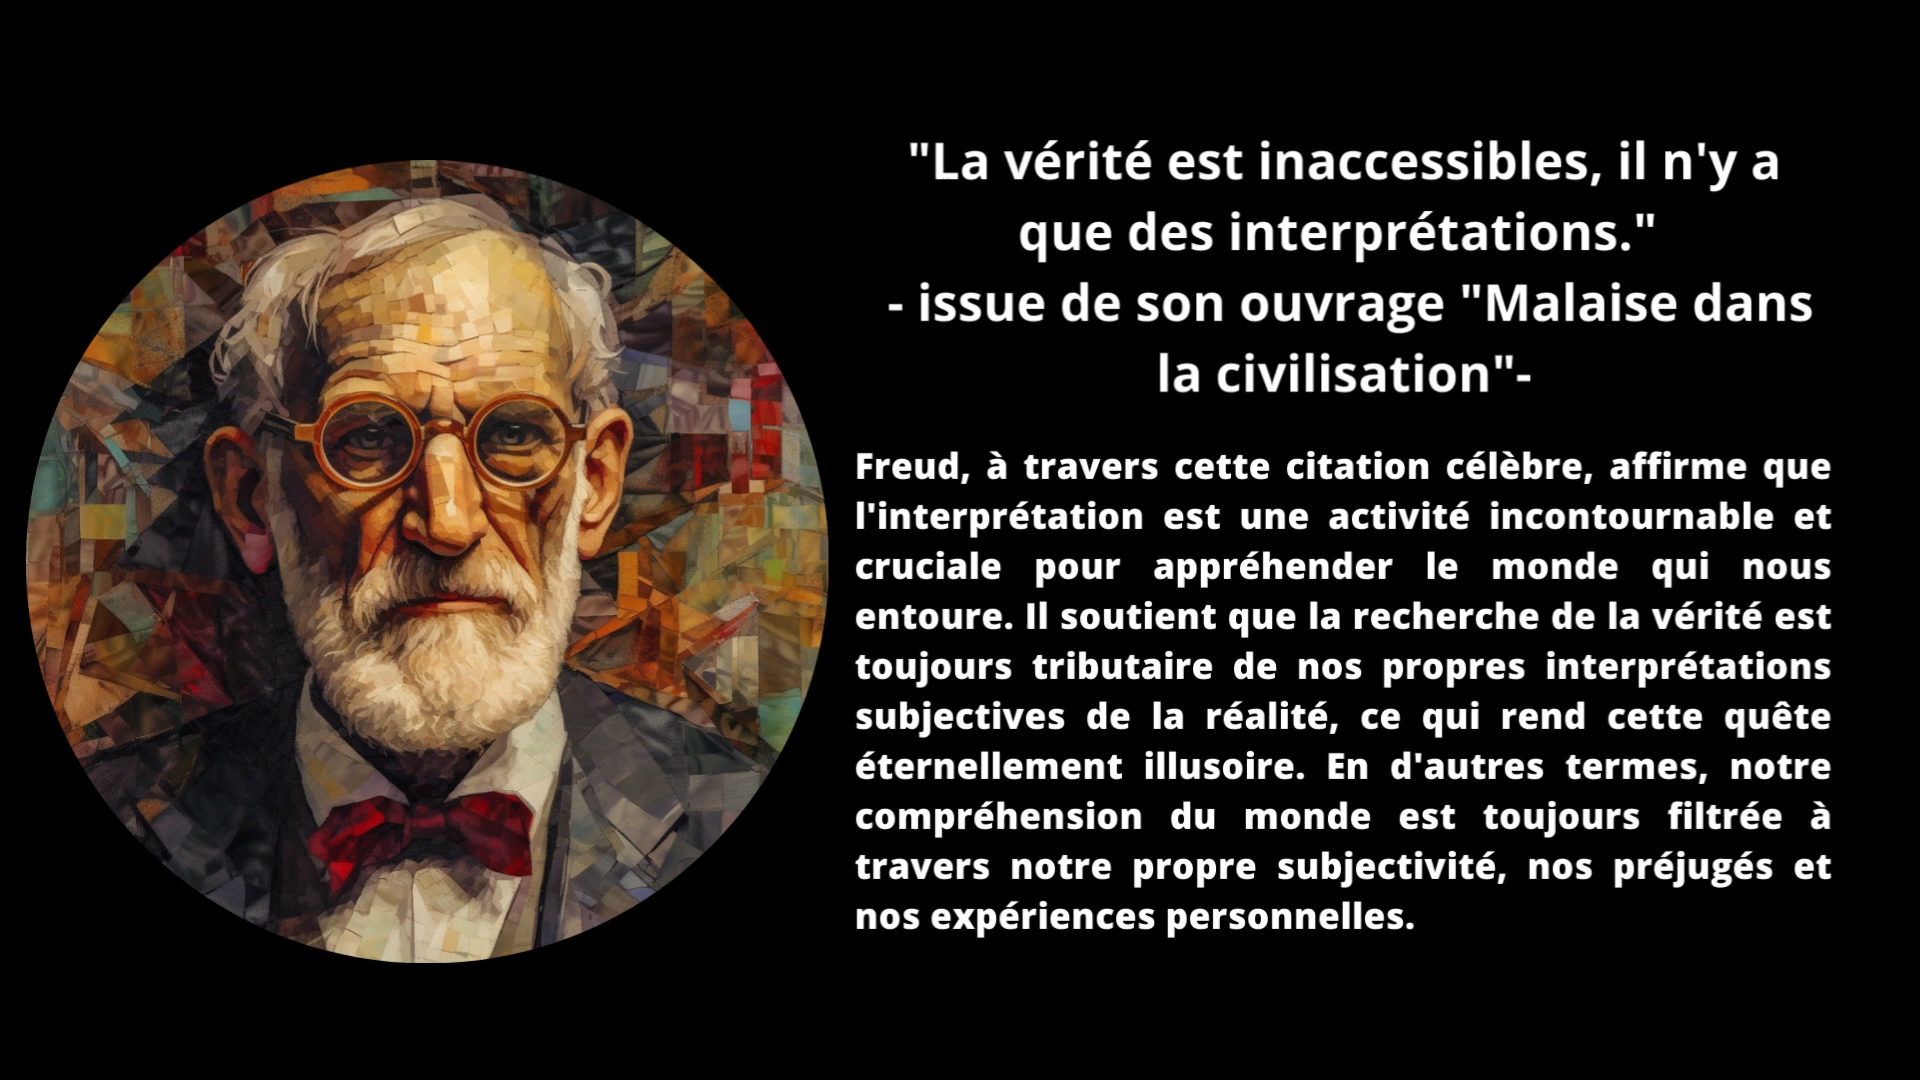 "La vérité est inaccessibles, il n'y a
que des interprétations."
- issue de son ouvrage "Malaise dans
la civilisation"-
Freud, à travers cette citation célèbre, affirme que
l'interprétation est une activité incontournable et
cruciale pour appréhender le monde qui nous
entoure. Il soutient que la recherche de la vérité est
toujours tributaire de nos propres interprétations
subjectives de la réalité, ce qui rend cette quête
éternellement illusoire. En d'autres termes, notre
compréhension du monde est toujours filtrée à
travers notre propre subjectivité, nos préjugés et
nos expériences personnelles.